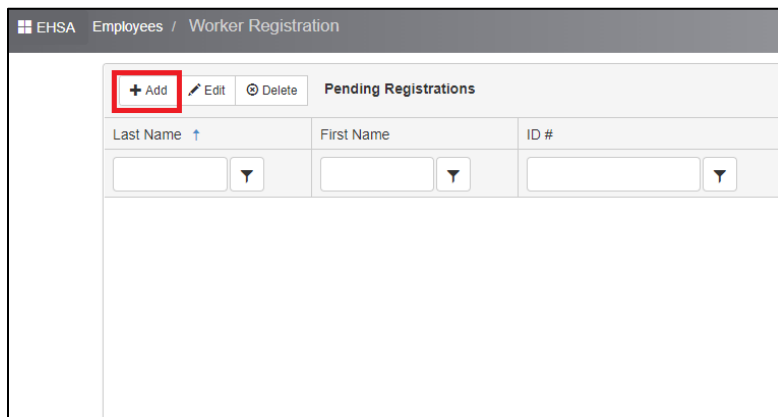 EHSA Employees / Worker Registration
+ Add Edit Delete Pending Registrations
Last Name ↑ First Name ID #